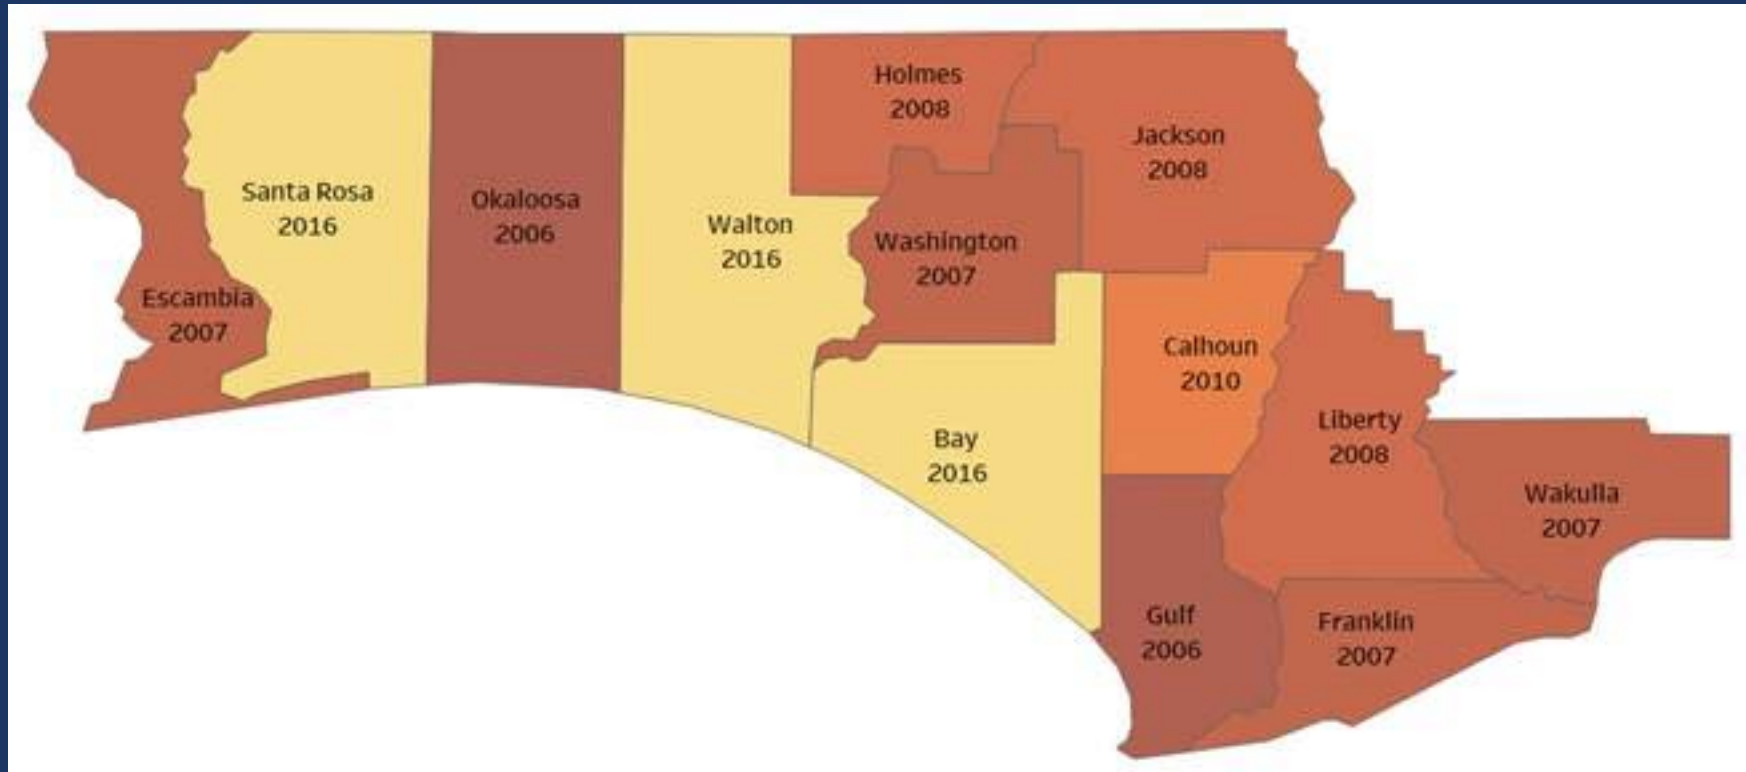 Holmes
2008
Jackson
2008
Santa Rosa
2016
Okaloosa
2006
Walton
2016
Washington
2007
Escambia
2007
Calhoun
2010
Liberty
2008
Bay
2016
Wakulla
2007
Gulf
2006
Franklin
2007